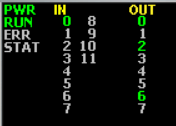 PWR IN OUT
RUN 0 8 0
ERR 1 9 1
STAT 2 10 2
3 11 3
4 4
5 5
6 6
7 7